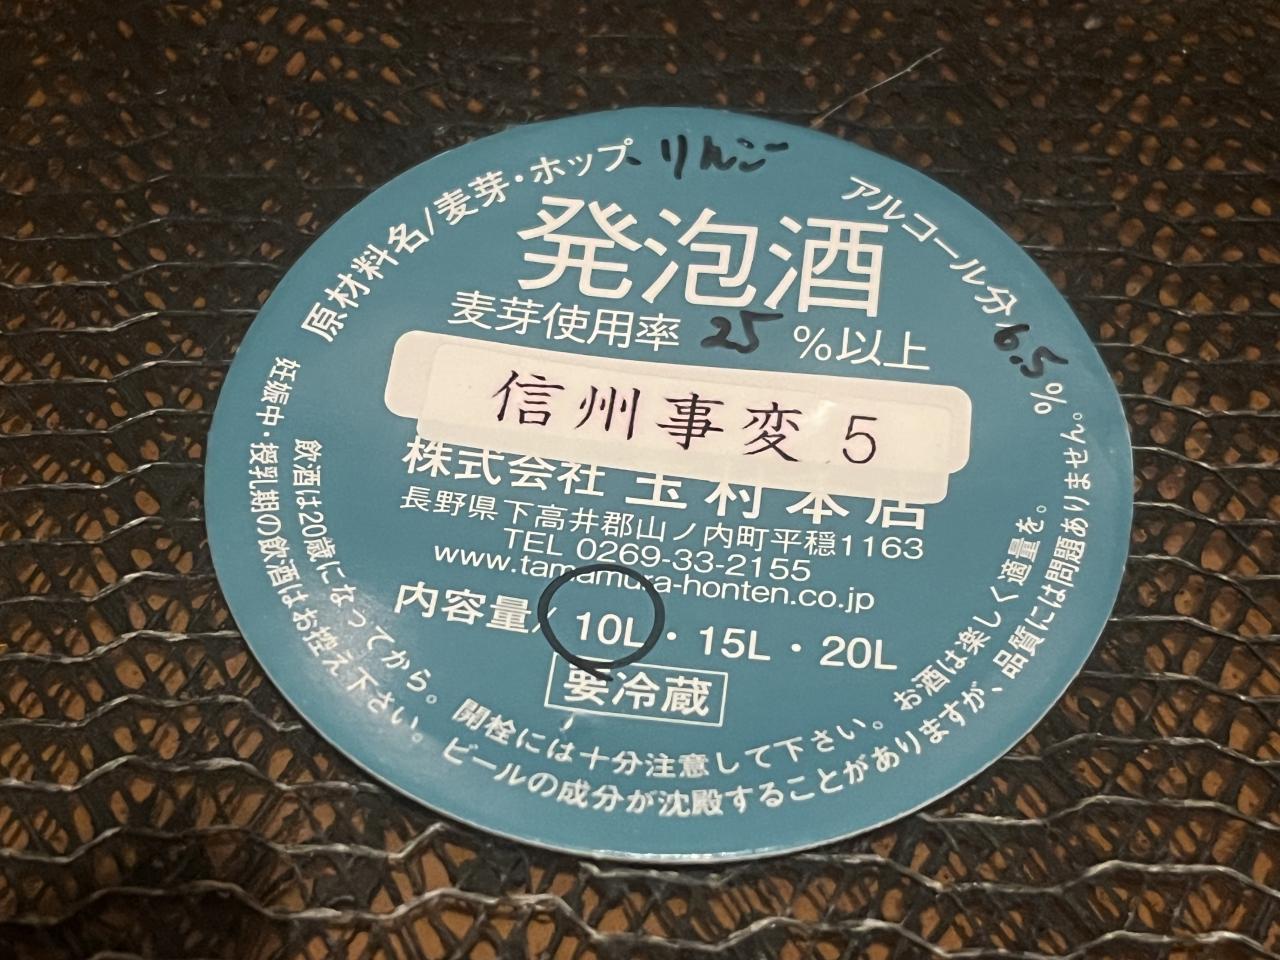 原材料名/麦芽・ホップ、りんご
アルコール分 6.5 %
発泡酒
麦芽使用率 25 %以上
信州事変 5
株式会社 玉村本店
長野県下高井郡山ノ内町平穏1163
TEL 0269-33-2155
www.tamamura-honten.co.jp
内容量/10L・15L・20L
要冷蔵
飲酒は20歳になってから。開栓には十分注意して下さい。お酒は楽しく適量を。
妊娠中・授乳期の飲酒はお控え下さい。ビールの成分が沈殿することがありますが、品質には問題ありません。